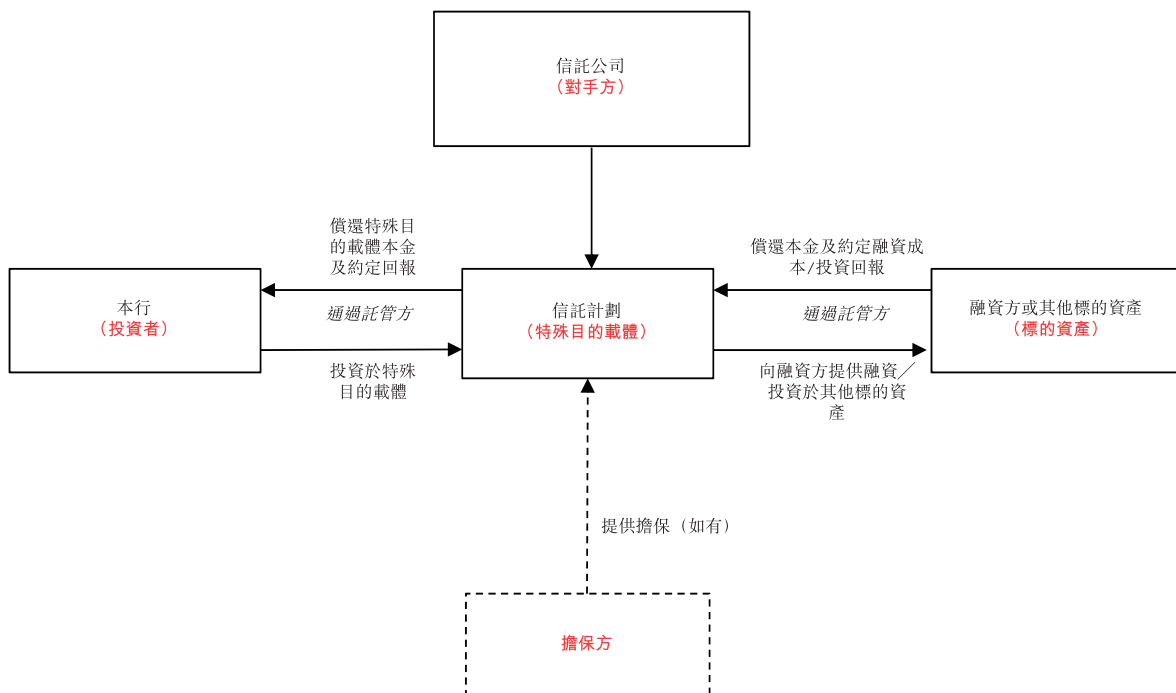 信託公司
（對手方）
償還特殊目
的載體本金
及約定回報
償還本金及約定融資成
本/投資回報
本行
（投資者）
通過託管方
信託計劃
（特殊目的載體）
通過託管方
融資方或其他標的資產
（標的資產）
投資於特殊
目的載體
向融資方提供融資／
投資於其他標的資
產
提供擔保（如有）
擔保方